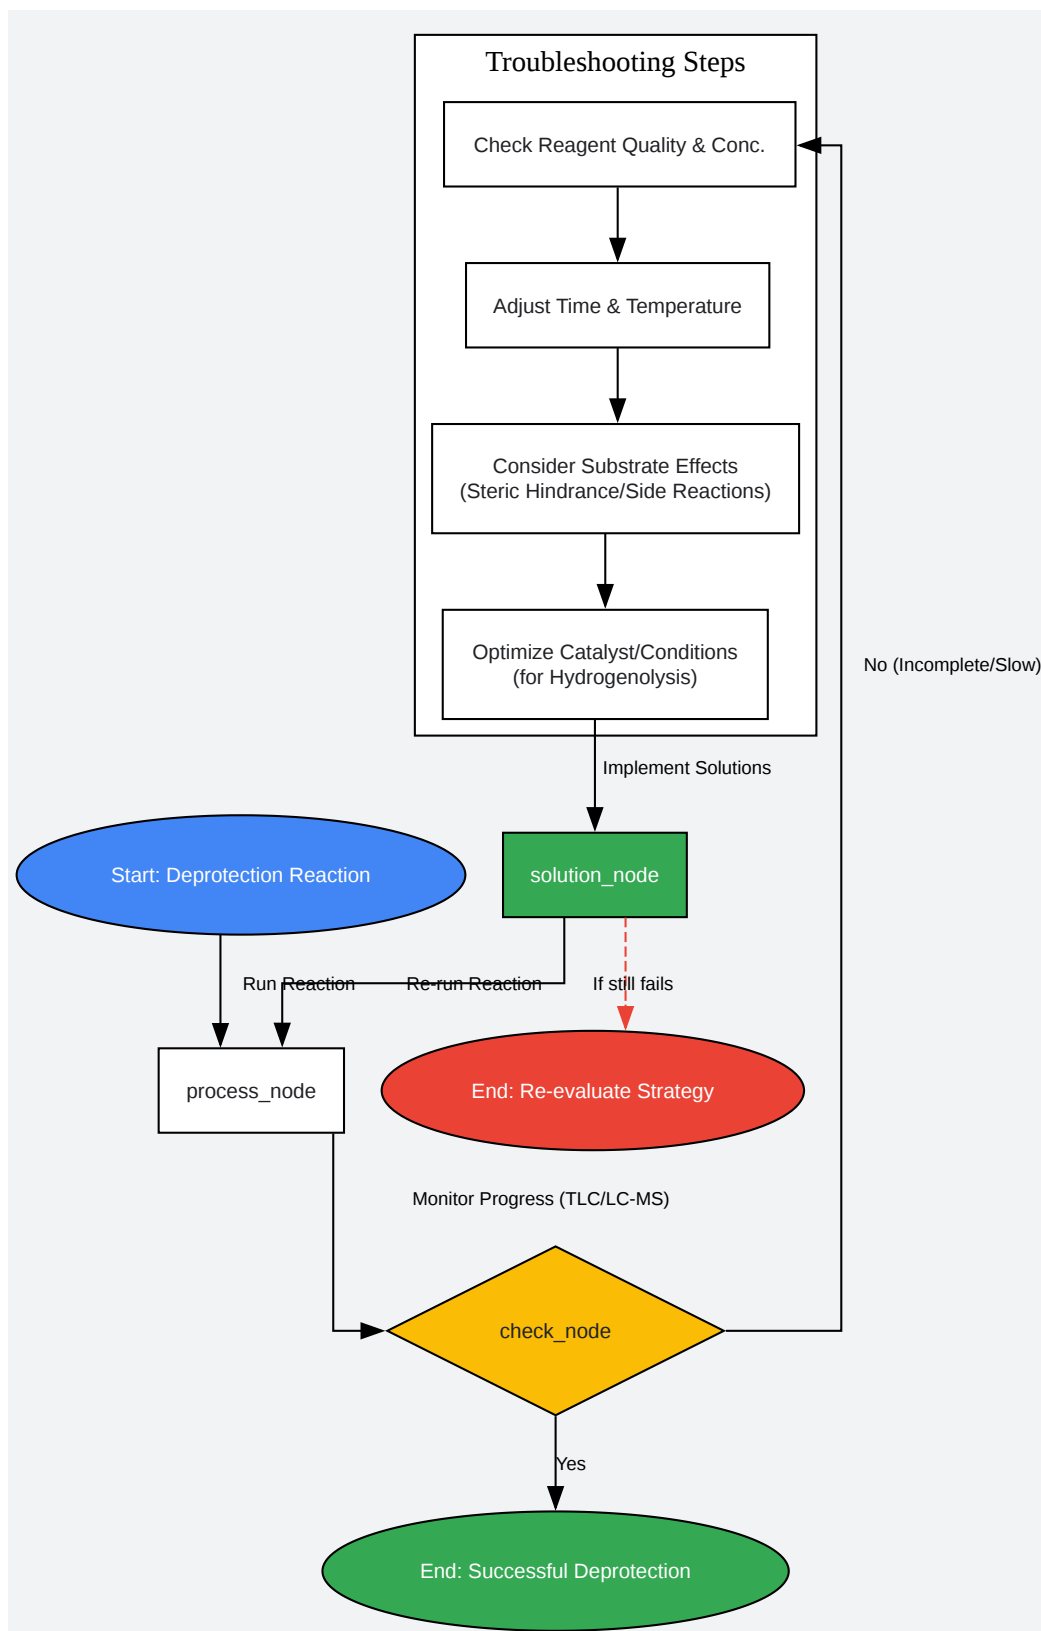 Troubleshooting Steps
Check Reagent Quality & Conc.
Adjust Time & Temperature
Consider Substrate Effects
(Steric Hindrance/Side Reactions)
Optimize Catalyst/Conditions
(for Hydrogenolysis)
No (Incomplete/Slow)
Implement Solutions
Start: Deprotection Reaction
solution_node
Run Reaction
Re-run Reaction
If still fails
process_node
End: Re-evaluate Strategy
Monitor Progress (TLC/LC-MS)
check_node
Yes
End: Successful Deprotection